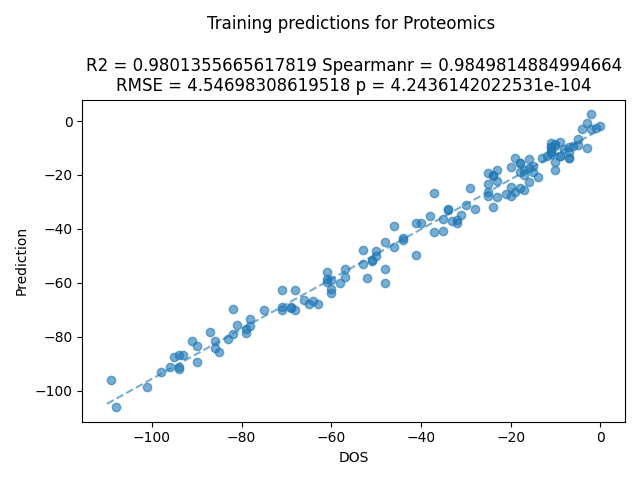 Training predictions for Proteomics
R2 = 0.9801355665617819 Spearmanr = 0.9849814884994664
RMSE = 4.54698308619518 p = 4.2436142022531e-104
0
−20
−40
−60
−80
−100
Prediction
−100
−80
−60
−40
−20
0
DOS